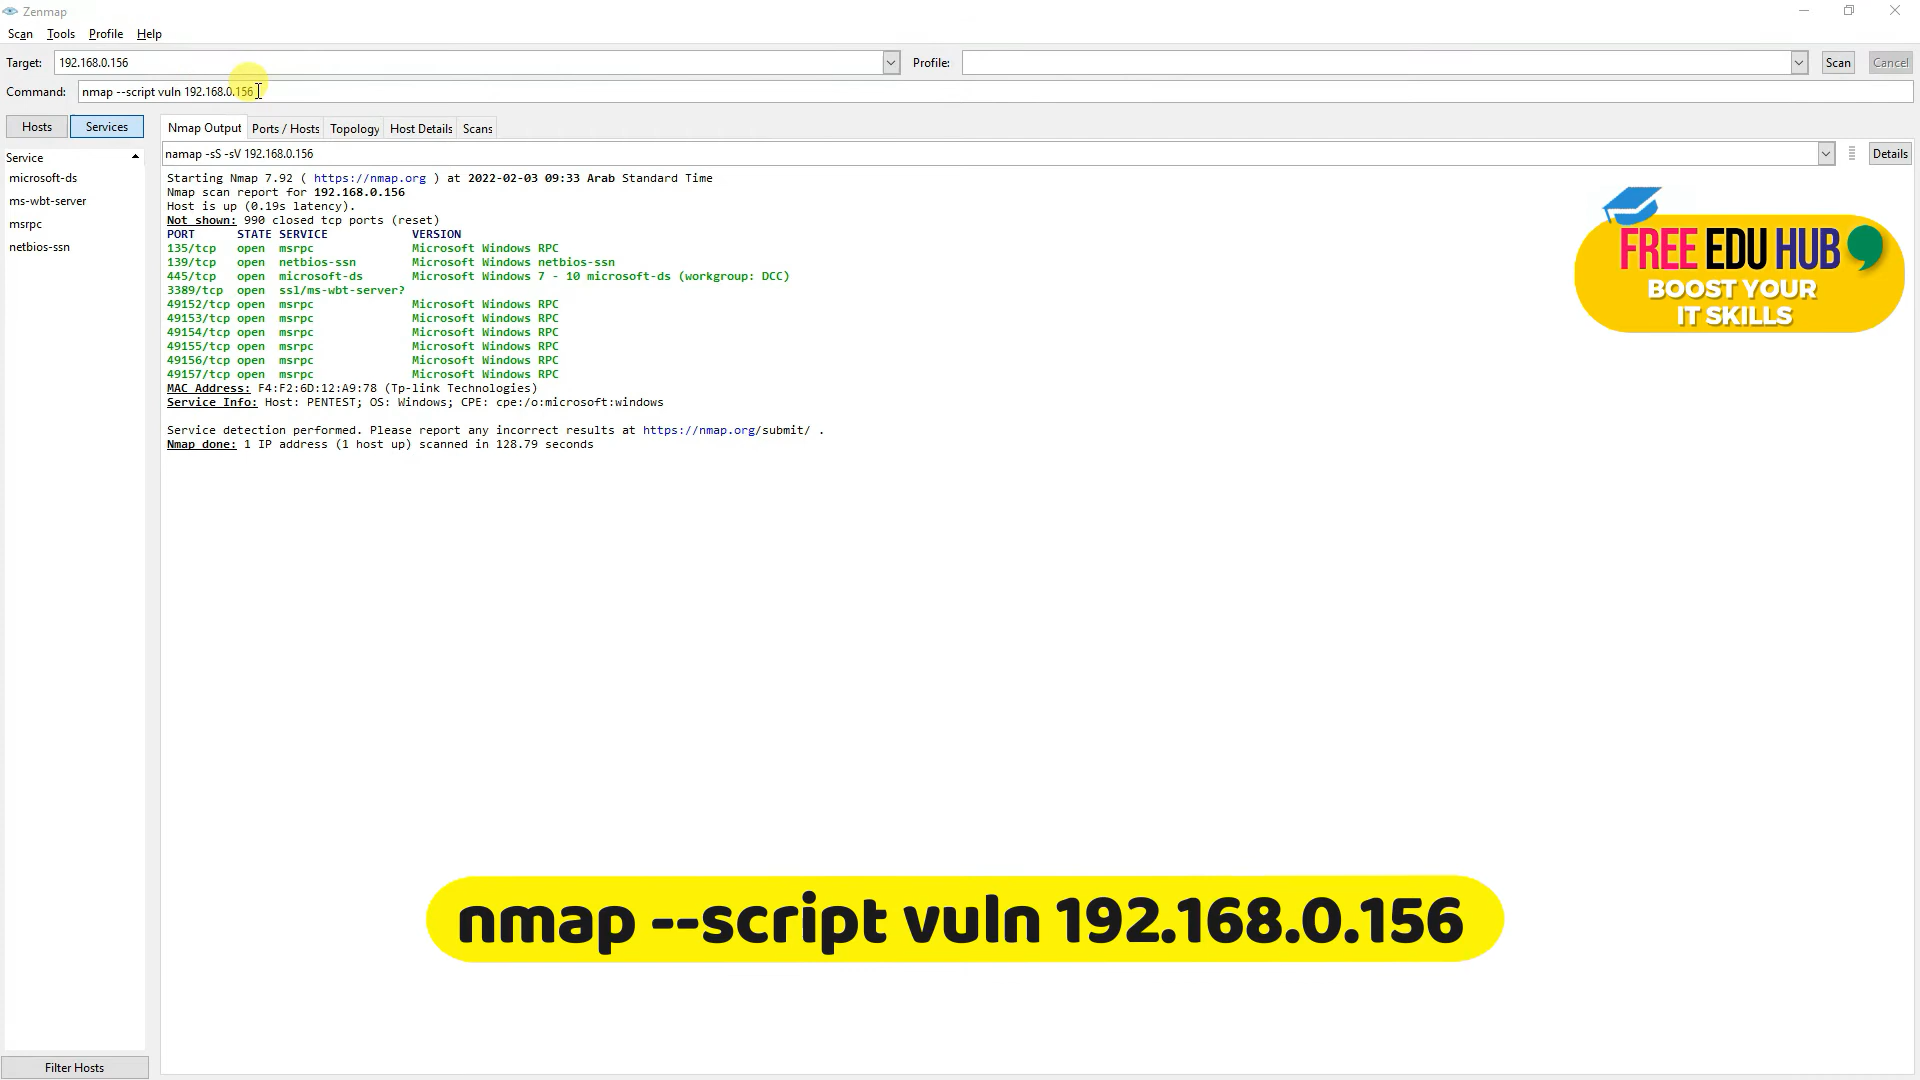 Zenmap
Scan Tools Profile Help
Target: 192.168.0.156 Profile: Scan Cancel
Command: nmap --script vuln 192.168.0.156
Hosts Services Nmap Output Ports / Hosts Topology Host Details Scans
Service namap -sS -sV 192.168.0.156 Details
microsoft-ds
ms-wbt-server
msrpc
netbios-ssn
Starting Nmap 7.92 ( https://nmap.org ) at 2022-02-03 09:33 Arab Standard Time
Nmap scan report for 192.168.0.156
Host is up (0.19s latency).
Not shown: 990 closed tcp ports (reset)
PORT STATE SERVICE VERSION
135/tcp open msrpc Microsoft Windows RPC
139/tcp open netbios-ssn Microsoft Windows netbios-ssn
445/tcp open microsoft-ds Microsoft Windows 7 - 10 microsoft-ds (workgroup: DCC)
3389/tcp open ssl/ms-wbt-server?
49152/tcp open msrpc Microsoft Windows RPC
49153/tcp open msrpc Microsoft Windows RPC
49154/tcp open msrpc Microsoft Windows RPC
49155/tcp open msrpc Microsoft Windows RPC
49156/tcp open msrpc Microsoft Windows RPC
49157/tcp open msrpc Microsoft Windows RPC
MAC Address: F4:F2:6D:12:A9:78 (Tp-link Technologies)
Service Info: Host: PENTEST; OS: Windows; CPE: cpe:/o:microsoft:windows
Service detection performed. Please report any incorrect results at https://nmap.org/submit/ .
Nmap done: 1 IP address (1 host up) scanned in 128.79 seconds
FREE EDU HUB
BOOST YOUR
IT SKILLS
nmap --script vuln 192.168.0.156
Filter Hosts